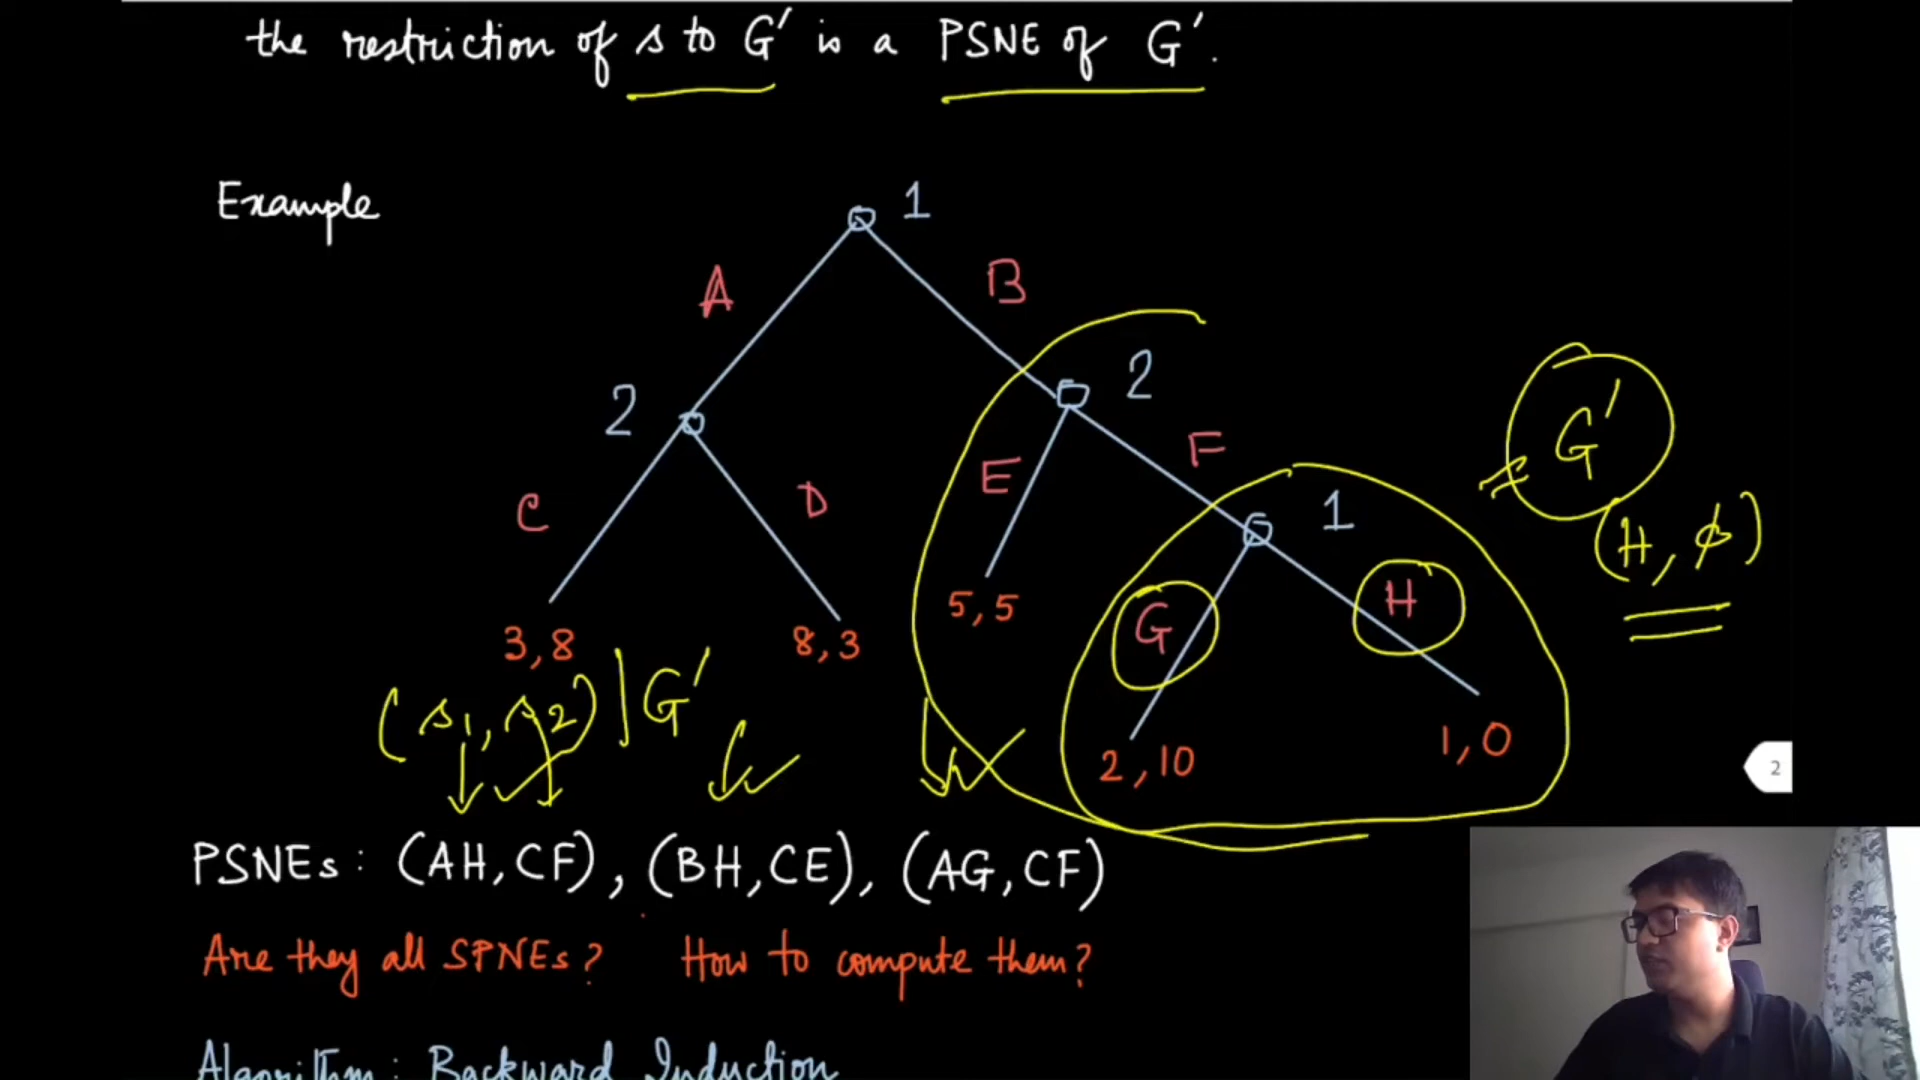 the restriction of s to G' is a PSNE of G'.
Example
1
A
B
2
2
C
D
E
F
1
G
H
G'
(H, ϕ)
3,8
8,3
5,5
2,10
1,0
(s1, s2) | G'
2
PSNEs: (AH,CF), (BH,CE), (AG,CF)
Are they all SPNEs? How to compute them?
Algorithm: Backward Induction